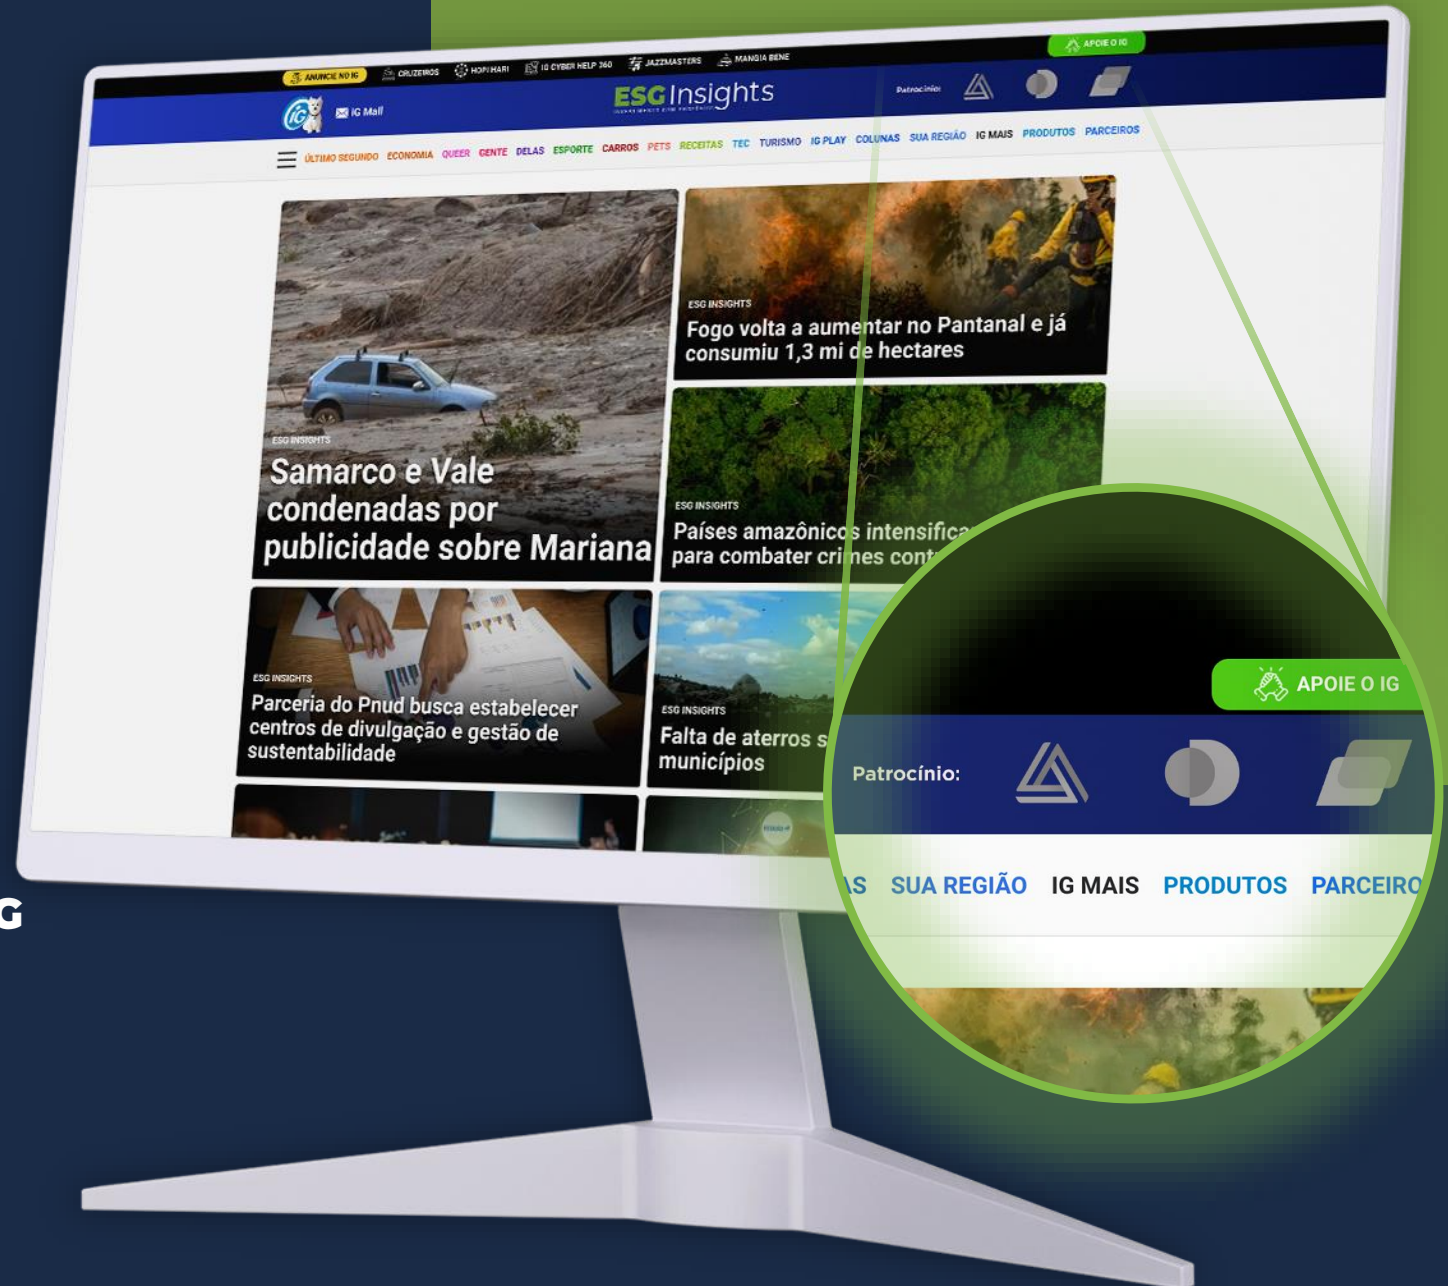 ANUNCIE NO IG
CRUZEIROS
HOPI HARI
IG CYBER HELP 360
JAZZMASTERS
MANGIA BENE
APOIE O IG
iG
iG Mail
ESGInsights
Patrocínio:
ÚLTIMO SEGUNDO ECONOMIA QUEER GENTE DELAS ESPORTE CARROS PETS RECEITAS TEC TURISMO IG PLAY COLUNAS SUA REGIÃO IG MAIS PRODUTOS PARCEIROS
ESG INSIGHTS
Samarco e Vale
condenadas por
publicidade sobre Mariana
ESG INSIGHTS
Fogo volta a aumentar no Pantanal e já
consumiu 1,3 mi de hectares
ESG INSIGHTS
Países amazônicos intensifica
para combater crimes cont
ESG INSIGHTS
Parceria do Pnud busca estabelecer
centros de divulgação e gestão de
sustentabilidade
ESG INSIGHTS
Falta de aterros s
municípios
APOIE O IG
Patrocínio:
AS SUA REGIÃO IG MAIS PRODUTOS PARCEIRO
G